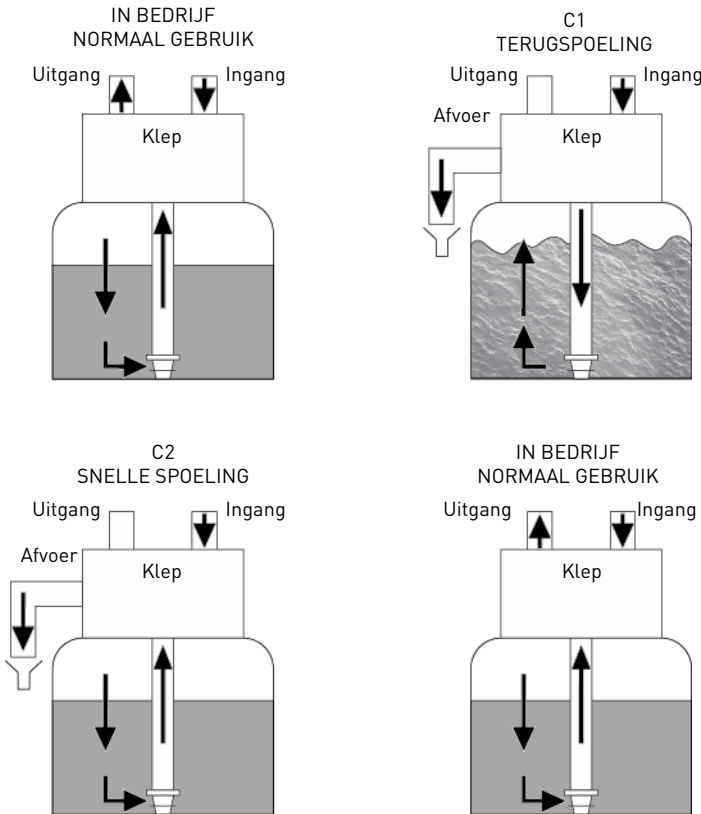 IN BEDRIJF
NORMAAL GEBRUIK
Uitgang
Ingang
Klep
C1
TERUGSPOELING
Uitgang
Ingang
Afvoer
Klep
C2
SNELLE SPOELING
Uitgang
Ingang
Afvoer
Klep
IN BEDRIJF
NORMAAL GEBRUIK
Uitgang
Ingang
Klep